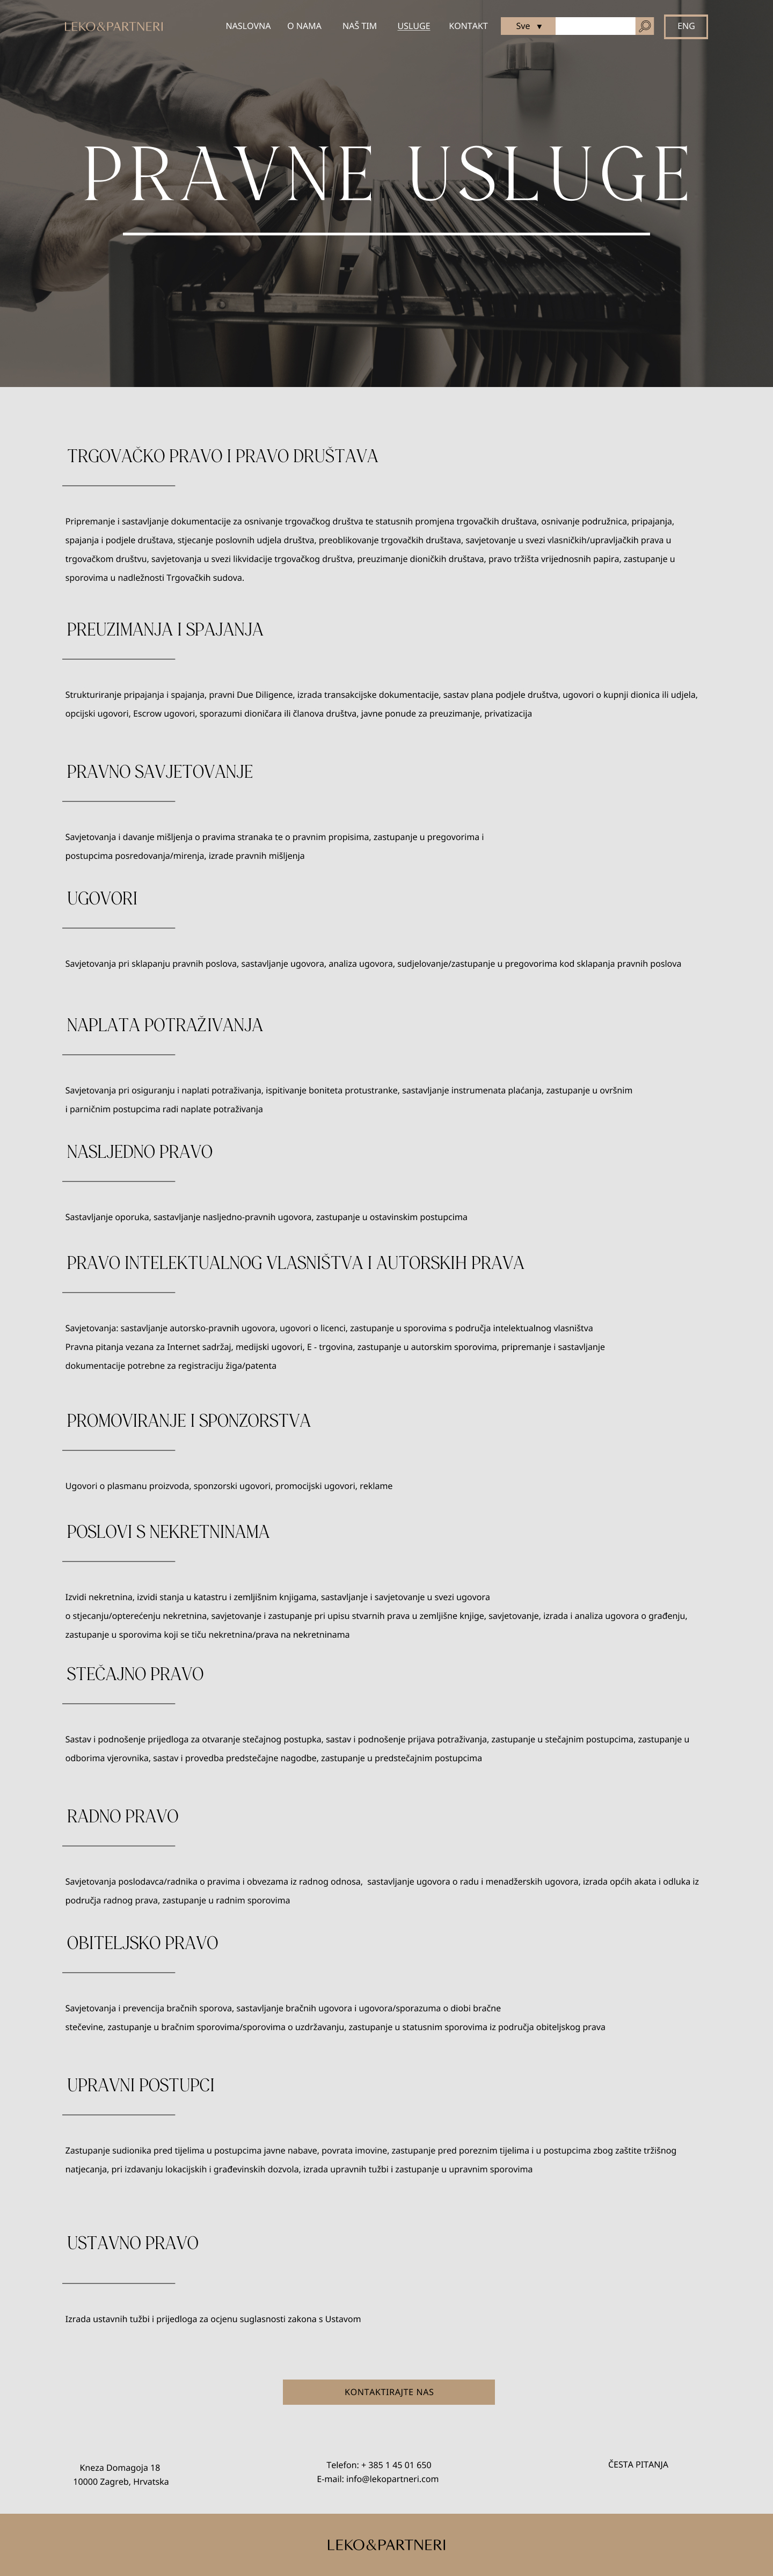 LEKO&PARTNERI
NASLOVNA O NAMA NAŠ TIM USLUGE KONTAKT Sve ▼ ENG
PRAVNE USLUGE
TRGOVAČKO PRAVO I PRAVO DRUŠTAVA
Pripremanje i sastavljanje dokumentacije za osnivanje trgovačkog društva te statusnih promjena trgovačkih društava, osnivanje podružnica, pripajanja,
spajanja i podjele društava, stjecanje poslovnih udjela društva, preoblikovanje trgovačkih društava, savjetovanje u svezi vlasničkih/upravljačkih prava u
trgovačkom društvu, savjetovanja u svezi likvidacije trgovačkog društva, preuzimanje dioničkih društava, pravo tržišta vrijednosnih papira, zastupanje u
sporovima u nadležnosti Trgovačkih sudova.
PREUZIMANJA I SPAJANJA
Strukturiranje pripajanja i spajanja, pravni Due Diligence, izrada transakcijske dokumentacije, sastav plana podjele društva, ugovori o kupnji dionica ili udjela,
opcijski ugovori, Escrow ugovori, sporazumi dioničara ili članova društva, javne ponude za preuzimanje, privatizacija
PRAVNO SAVJETOVANJE
Savjetovanja i davanje mišljenja o pravima stranaka te o pravnim propisima, zastupanje u pregovorima i
postupcima posredovanja/mirenja, izrade pravnih mišljenja
UGOVORI
Savjetovanja pri sklapanju pravnih poslova, sastavljanje ugovora, analiza ugovora, sudjelovanje/zastupanje u pregovorima kod sklapanja pravnih poslova
NAPLATA POTRAŽIVANJA
Savjetovanja pri osiguranju i naplati potraživanja, ispitivanje boniteta protustranke, sastavljanje instrumenata plaćanja, zastupanje u ovršnim
i parničnim postupcima radi naplate potraživanja
NASLJEDNO PRAVO
Sastavljanje oporuka, sastavljanje nasljedno-pravnih ugovora, zastupanje u ostavinskim postupcima
PRAVO INTELEKTUALNOG VLASNIŠTVA I AUTORSKIH PRAVA
Savjetovanja: sastavljanje autorsko-pravnih ugovora, ugovori o licenci, zastupanje u sporovima s područja intelektualnog vlasništva
Pravna pitanja vezana za Internet sadržaj, medijski ugovori, E - trgovina, zastupanje u autorskim sporovima, pripremanje i sastavljanje
dokumentacije potrebne za registraciju žiga/patenta
PROMOVIRANJE I SPONZORSTVA
Ugovori o plasmanu proizvoda, sponzorski ugovori, promocijski ugovori, reklame
POSLOVI S NEKRETNINAMA
Izvidi nekretnina, izvidi stanja u katastru i zemljišnim knjigama, sastavljanje i savjetovanje u svezi ugovora
o stjecanju/opterećenju nekretnina, savjetovanje i zastupanje pri upisu stvarnih prava u zemljišne knjige, savjetovanje, izrada i analiza ugovora o građenju,
zastupanje u sporovima koji se tiču nekretnina/prava na nekretninama
STEČAJNO PRAVO
Sastav i podnošenje prijedloga za otvaranje stečajnog postupka, sastav i podnošenje prijava potraživanja, zastupanje u stečajnim postupcima, zastupanje u
odborima vjerovnika, sastav i provedba predstečajne nagodbe, zastupanje u predstečajnim postupcima
RADNO PRAVO
Savjetovanja poslodavca/radnika o pravima i obvezama iz radnog odnosa, sastavljanje ugovora o radu i menadžerskih ugovora, izrada općih akata i odluka iz
područja radnog prava, zastupanje u radnim sporovima
OBITELJSKO PRAVO
Savjetovanja i prevencija bračnih sporova, sastavljanje bračnih ugovora i ugovora/sporazuma o diobi bračne
stečevine, zastupanje u bračnim sporovima/sporovima o uzdržavanju, zastupanje u statusnim sporovima iz područja obiteljskog prava
UPRAVNI POSTUPCI
Zastupanje sudionika pred tijelima u postupcima javne nabave, povrata imovine, zastupanje pred poreznim tijelima i u postupcima zbog zaštite tržišnog
natjecanja, pri izdavanju lokacijskih i građevinskih dozvola, izrada upravnih tužbi i zastupanje u upravnim sporovima
USTAVNO PRAVO
Izrada ustavnih tužbi i prijedloga za ocjenu suglasnosti zakona s Ustavom
KONTAKTIRAJTE NAS
Kneza Domagoja 18
10000 Zagreb, Hrvatska
Telefon: + 385 1 45 01 650
E-mail: info@lekopartneri.com
ČESTA PITANJA
LEKO&PARTNERI